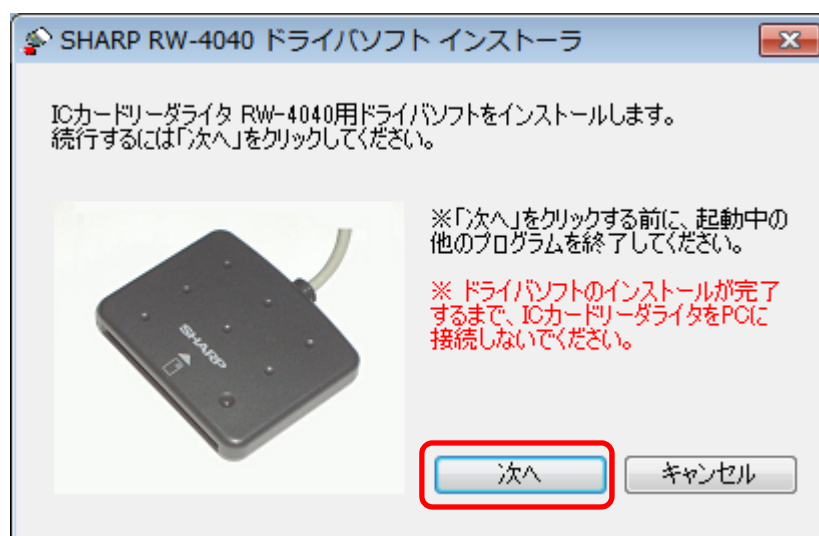 SHARP RW-4040 ドライバソフト インストーラ
ICカードリーダライタ RW-4040用ドライバソフトをインストールします。
続行するには「次へ」をクリックしてください。
※「次へ」をクリックする前に、起動中の
他のプログラムを終了してください。
※ ドライバソフトのインストールが完了
するまで、ICカードリーダライタをPCに
接続しないでください。
SHARP
次へ
キャンセル